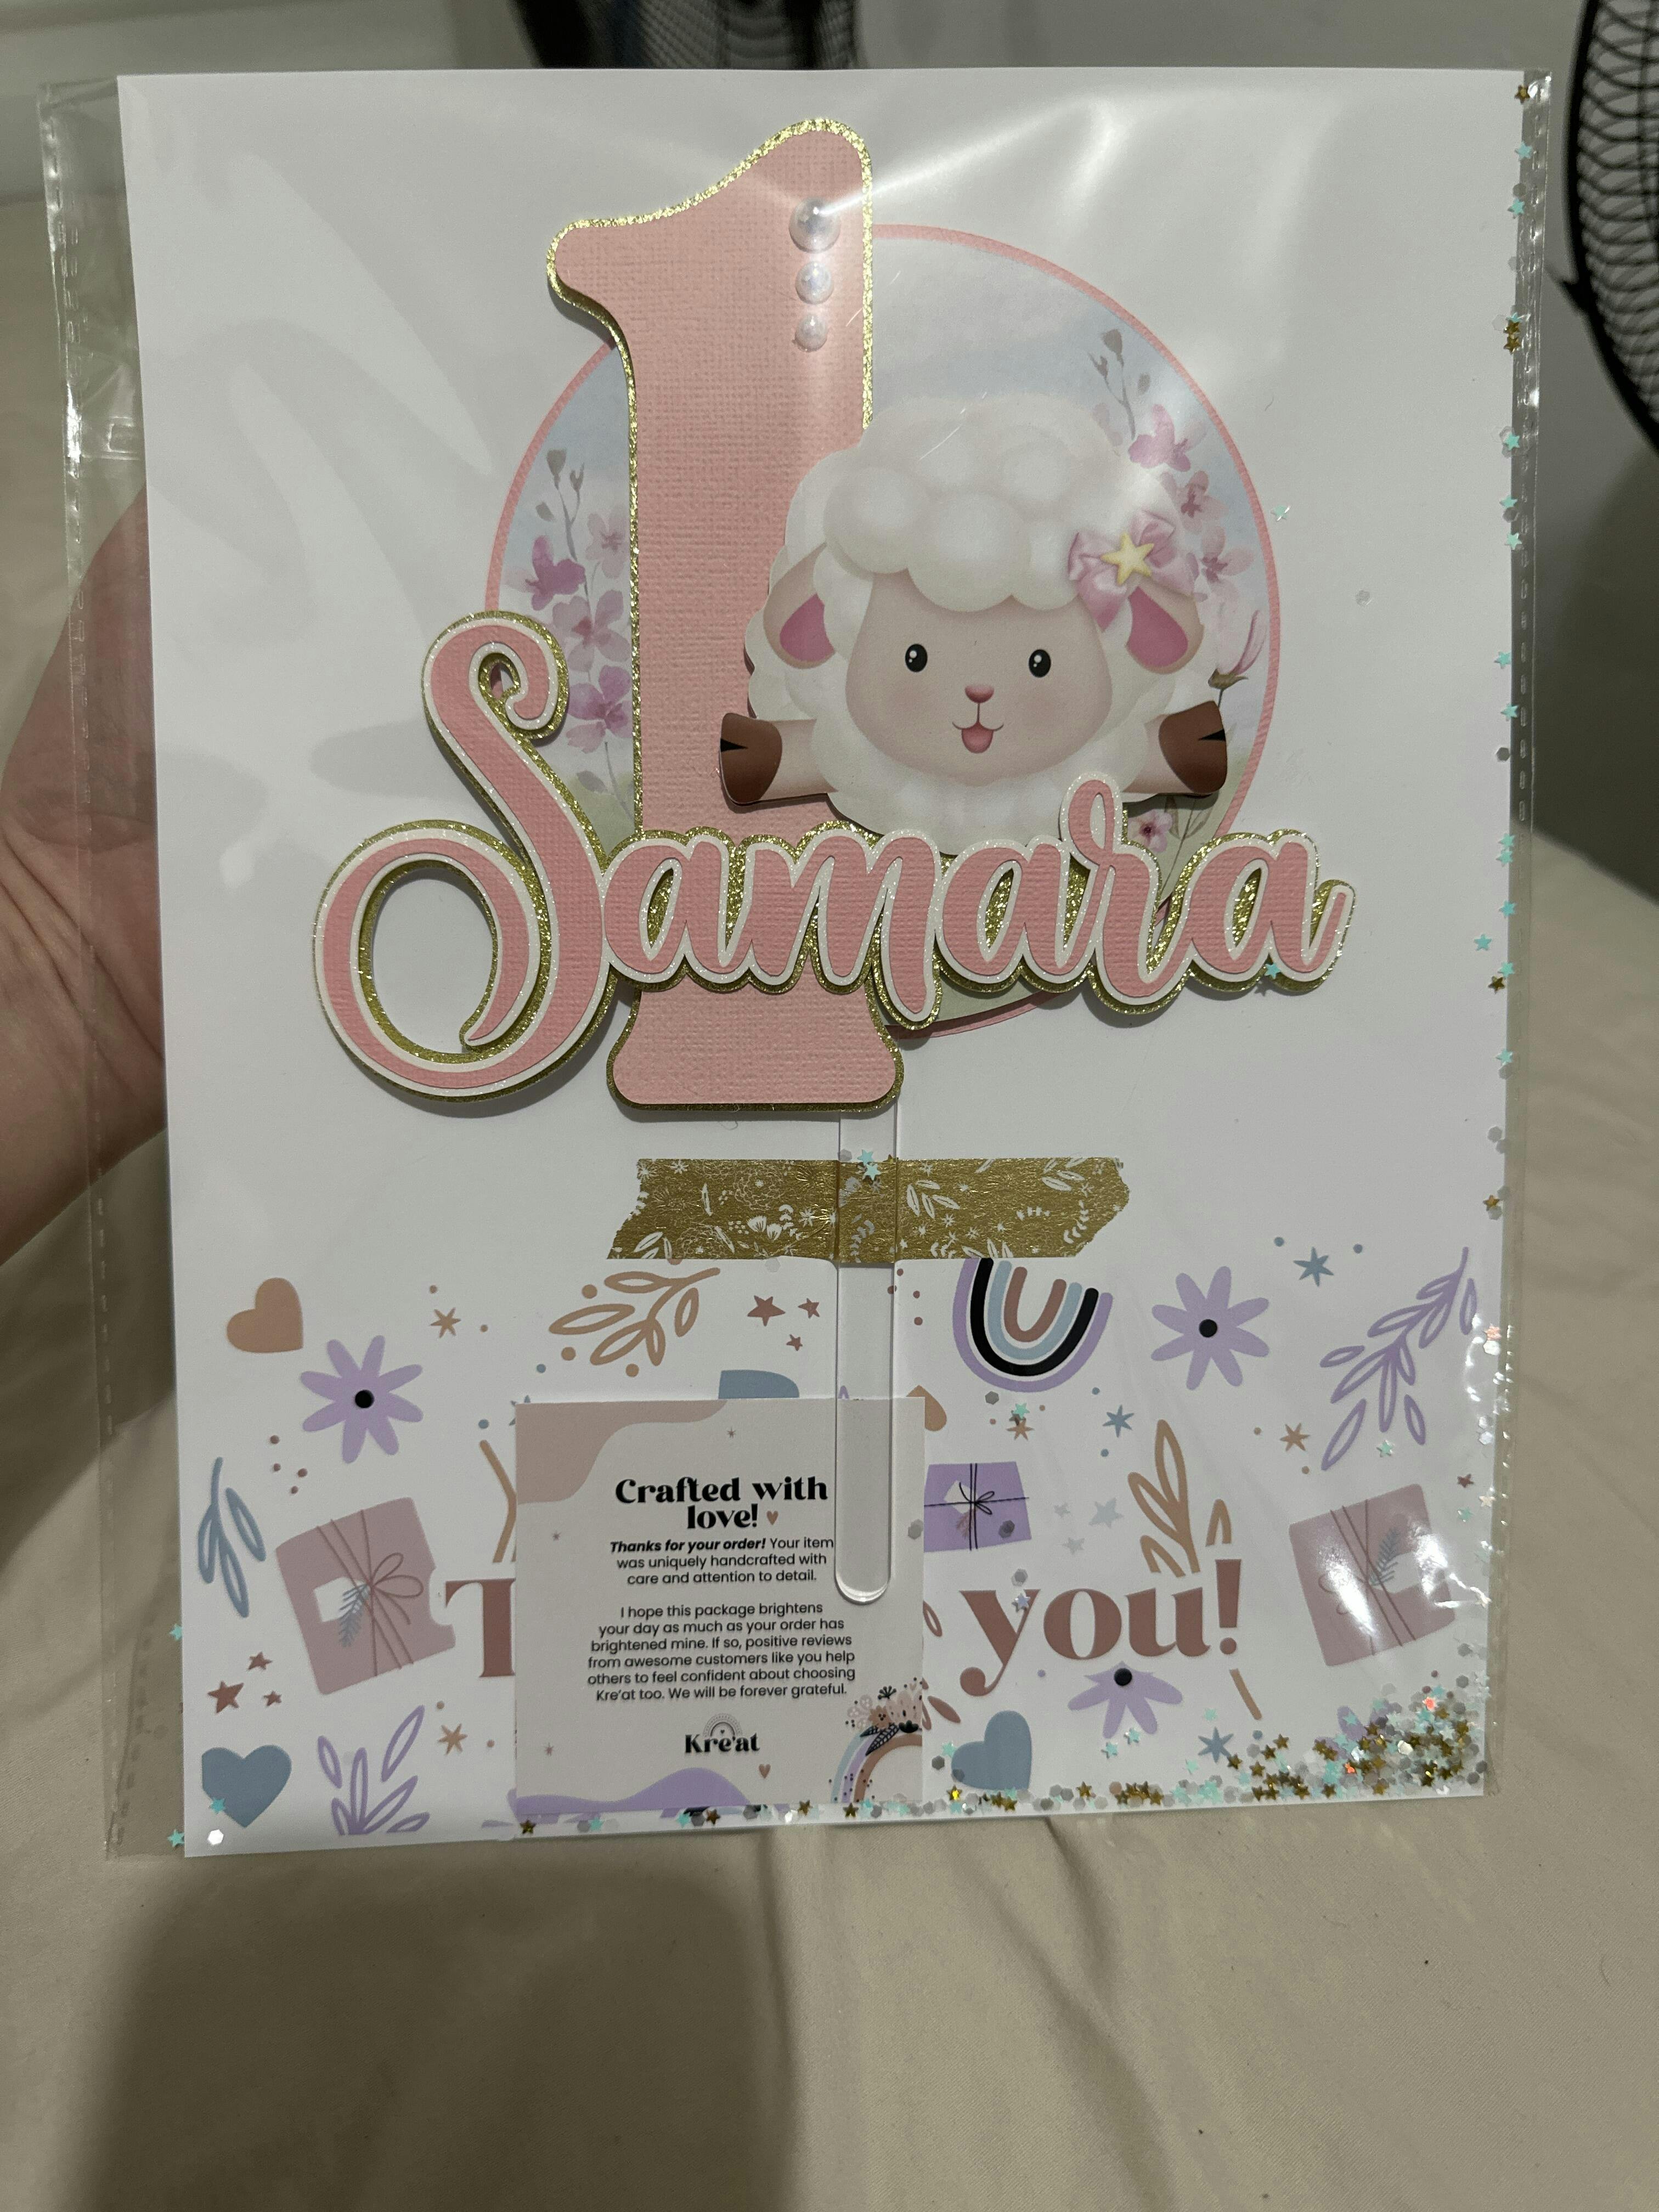 1
Samara
Crafted with
love!
Thanks for your order! Your item
was uniquely handcrafted with
care and attention to detail.
I hope this package brightens
your day as much as your order has
brightened mine. If so, positive reviews
from awesome customers like you help
others to feel confident about choosing
Kre'at too. We will be forever grateful.
Kre'at
T you!